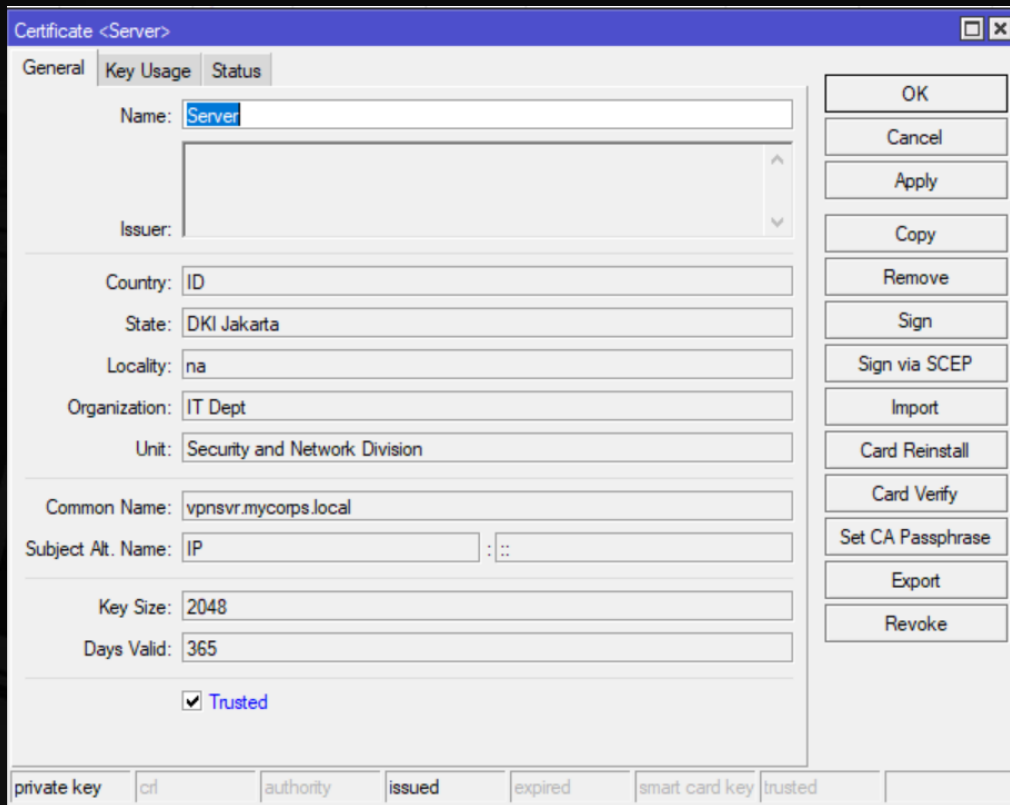 Certificate <Server>
General Key Usage Status
Name: Server
Issuer:
Country: ID
State: DKI Jakarta
Locality: na
Organization: IT Dept
Unit: Security and Network Division
Common Name: vpnsvr.mycorps.local
Subject Alt. Name: IP : ::
Key Size: 2048
Days Valid: 365
Trusted
OK
Cancel
Apply
Copy
Remove
Sign
Sign via SCEP
Import
Card Reinstall
Card Verify
Set CA Passphrase
Export
Revoke
private key crl authority issued expired smart card key trusted